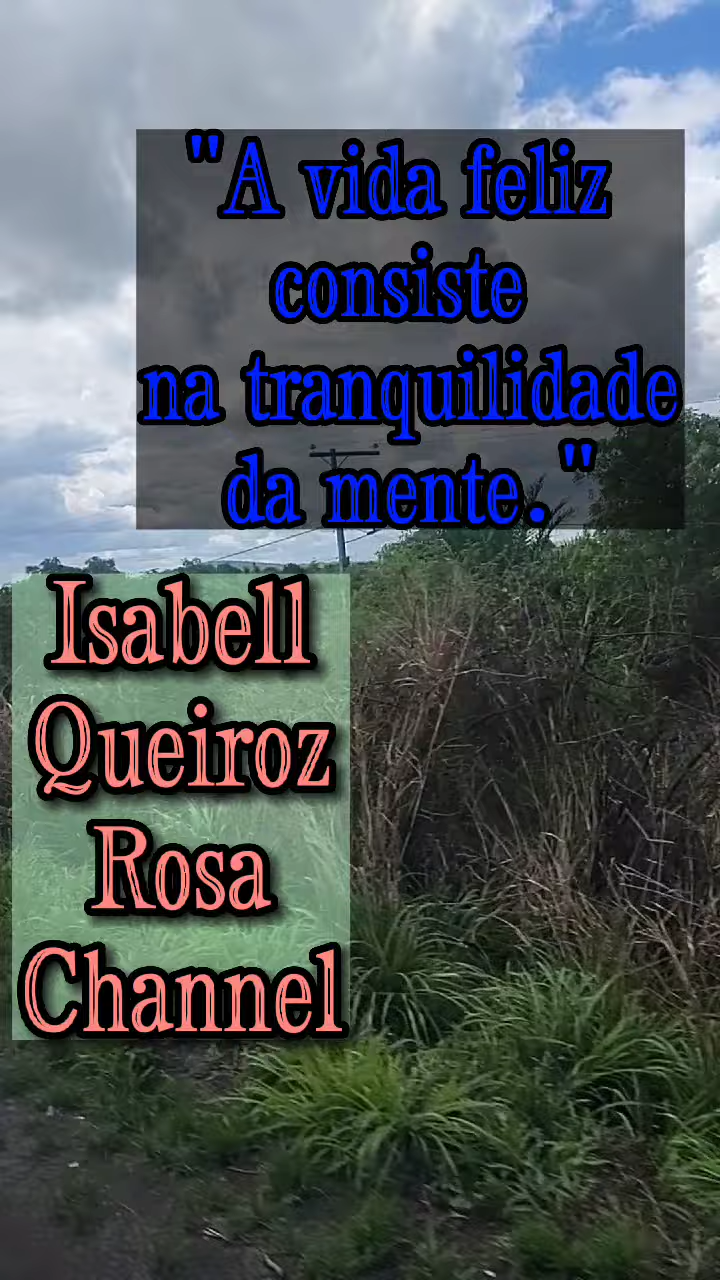 "A vida feliz
consiste
na tranquilidade
da mente."
Isabell
Queiroz
Rosa
Channel